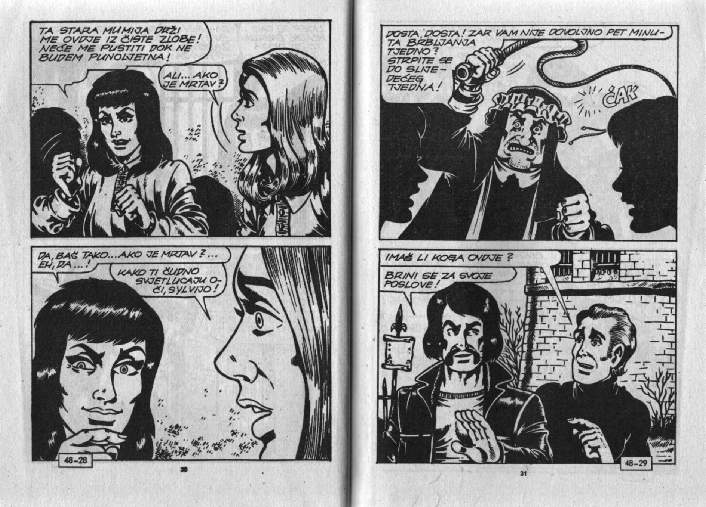 TA STARA MUMIJA DRŽI
ME OVDJE IZ ČISTE ZLOBE!
NEĆE ME PUSTITI DOK NE
BUDEM PUNOLJETNA!
ALI...AKO
JE MRTAV?
DA, BAŠ TAKO...AKO JE MRTAV?...
EH, DA...!
KAKO TI ČUDNO
SVJETLUCAJU O-
ČI, SYLVIJO!
48-28
DOSTA, DOSTA! ZAR VAM NIJE DOVOLJNO PET MINU-
TA BRBLJANJA
TJEDNO?
STRPITE SE
DO SLIJE-
DEĆEG
TJEDNA!
ČAK
IMAŠ LI KOGA OVDJE?
BRINI SE ZA SVOJE
POSLOVE!
31
48-29